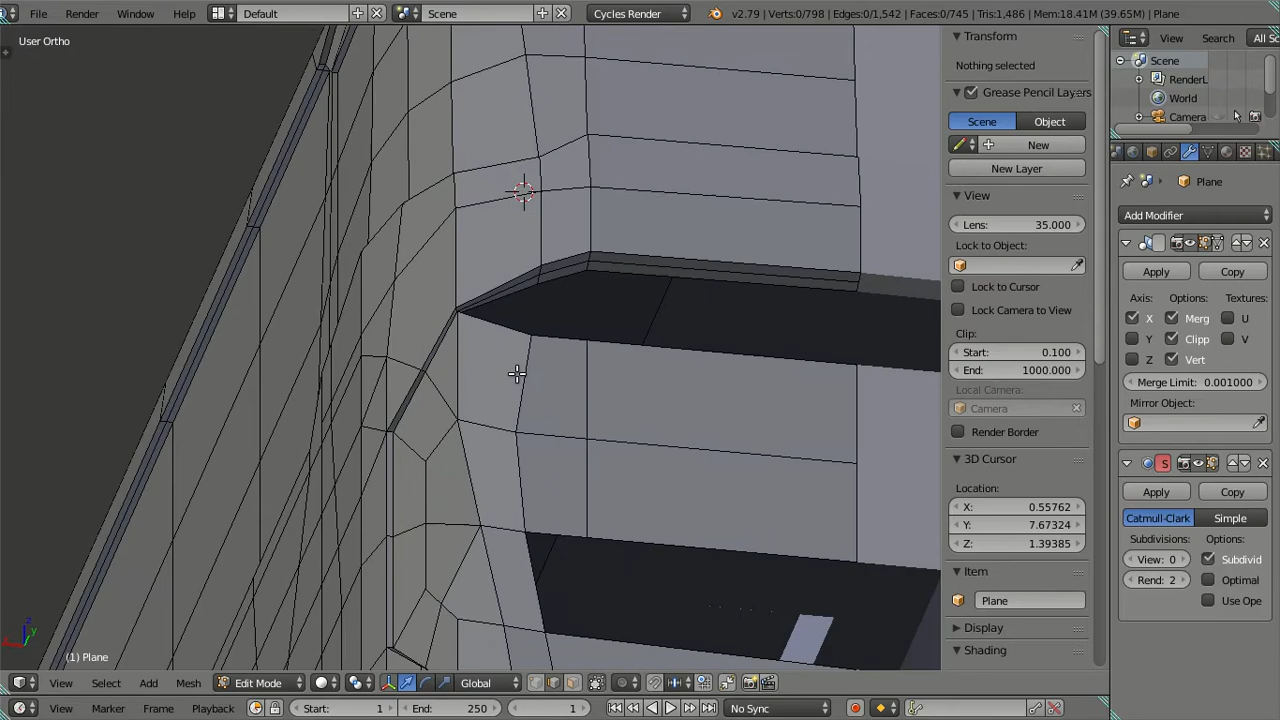 File Render Window Help Default Scene Cycles Render v2.79 | Verts:0/798 | Edges:0/1,542 | Faces:0/745 | Tris:1,486 | Mem:18.41M (39.65M) | Plane
User Ortho
Transform
Nothing selected
Grease Pencil Layers
Scene Object
New
New Layer
View
Lens: 35.000
Lock to Object:
Lock to Cursor
Lock Camera to View
Clip:
Start: 0.100
End: 1000.000
Local Camera:
Camera
Render Border
3D Cursor
Location:
X: 0.55762
Y: 7.67324
Z: 1.39385
Item
Plane
Display
Shading
View Search All Sc
Scene
RenderL
World
Camera
Plane
Add Modifier
Apply Copy
Axis: Options: Textures:
X Merg U
Y Clipp V
Z Vert
Merge Limit: 0.001000
Mirror Object:
S
Apply Copy
Catmull-Clark Simple
Subdivisions: Options:
View: 0 Subdivid
Rend: 2 Optimal
Use Ope
z
y
x
(1) Plane
View Select Add Mesh Edit Mode Global
View Marker Frame Playback Start: 1 End: 250 1 No Sync